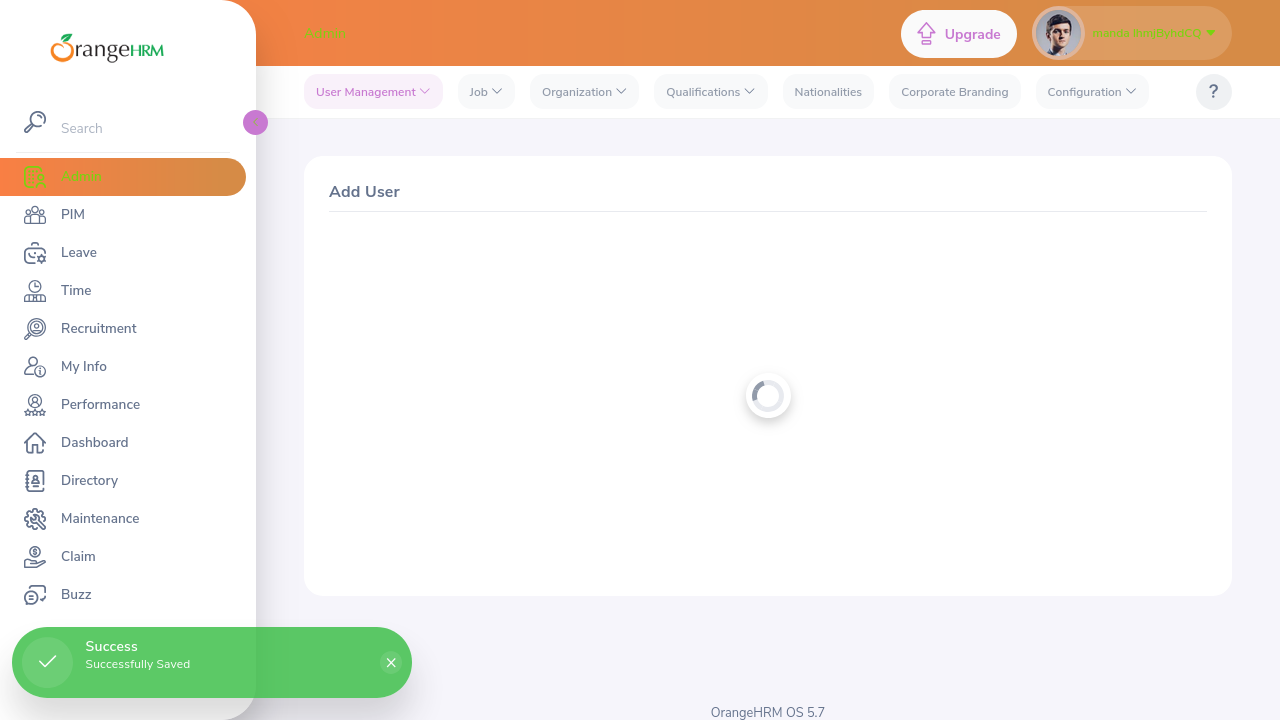 OrangeHRM
Admin
Upgrade
User Management
Job
Organization
Qualifications
Nationalities
Corporate Branding
Configuration
?
Search
Admin
PIM
Leave
Time
Recruitment
My Info
Performance
Dashboard
Directory
Maintenance
Claim
Buzz
Add User
Success
Successfully Saved
OrangeHRM OS 5.7